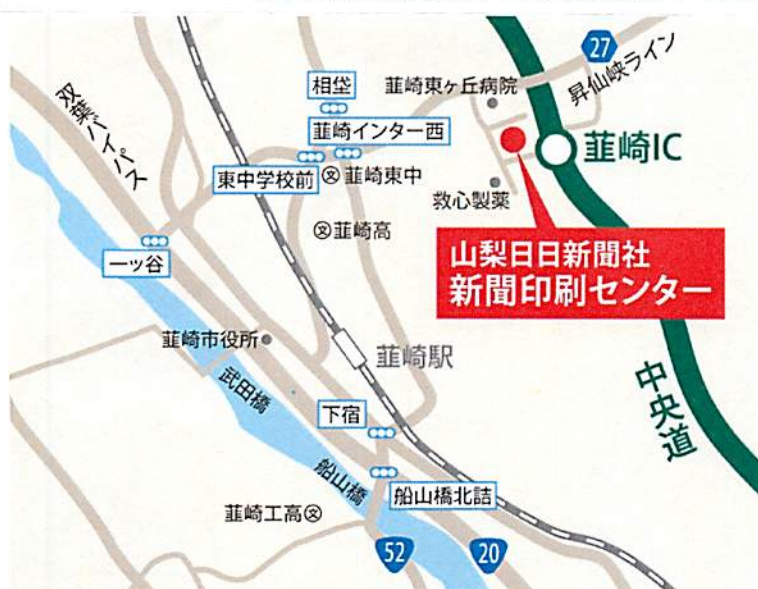 27
昇仙峡ライン
双葉バイパス
相垈
韮崎東ヶ丘病院
韮崎インター西
東中学校前
文韮崎東中
韮崎IC
救心製薬
文韮崎高
山梨日日新聞社
新聞印刷センター
一ッ谷
韮崎市役所
韮崎駅
武田橋
中央道
下宿
船山橋
船山橋北詰
韮崎工高文
52
20